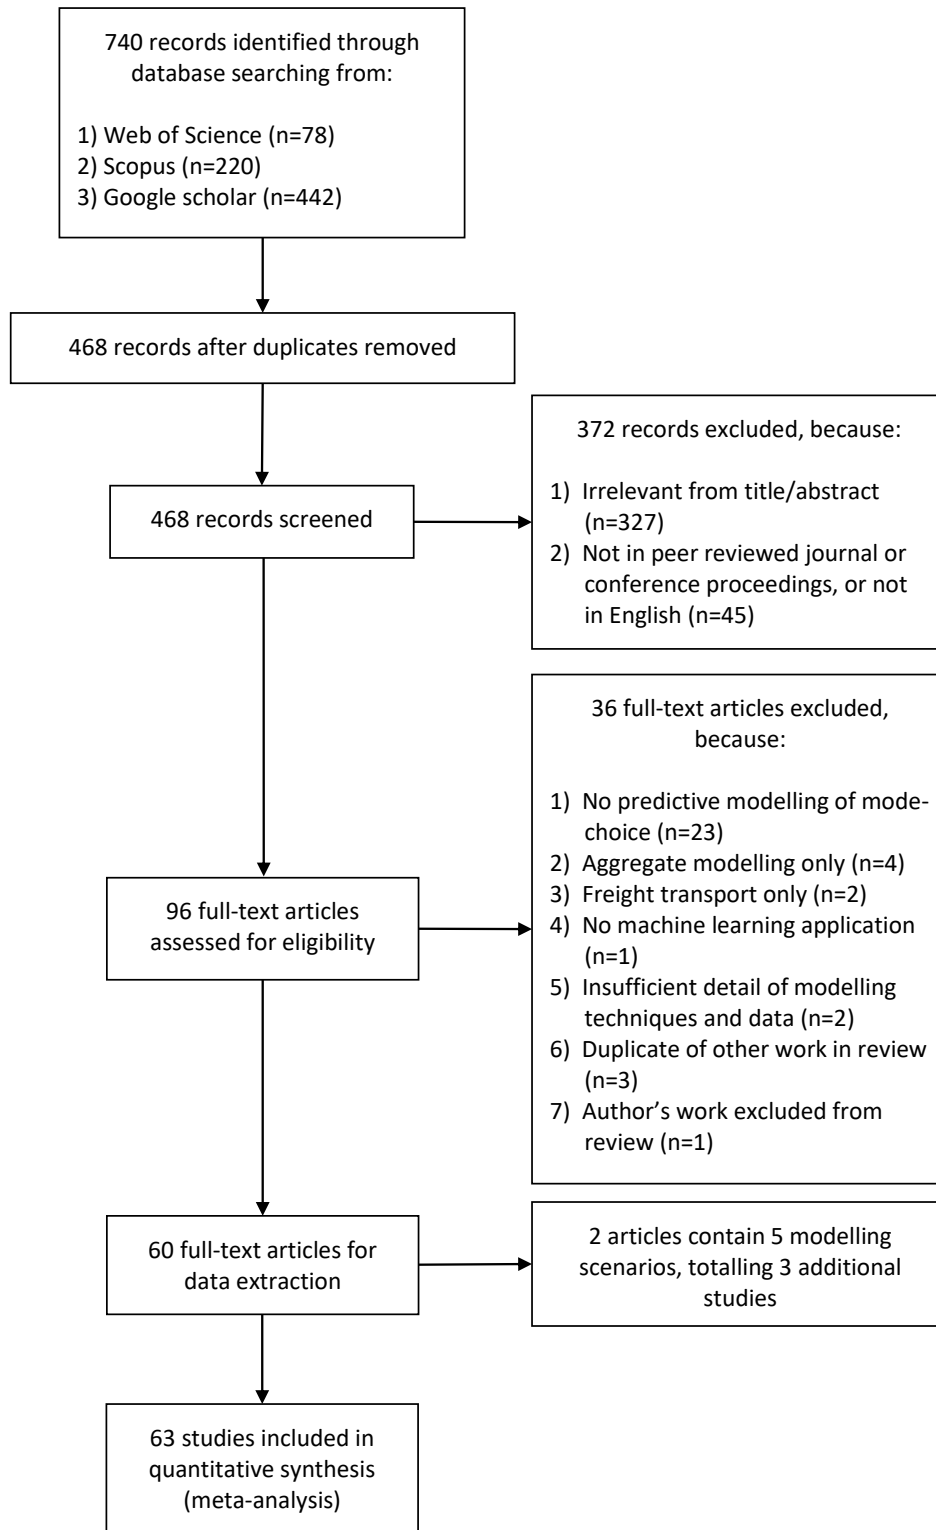 740 records identified through
database searching from:
1) Web of Science (n=78)
2) Scopus (n=220)
3) Google scholar (n=442)
468 records after duplicates removed
468 records screened
372 records excluded, because:
1) Irrelevant from title/abstract
(n=327)
2) Not in peer reviewed journal or
conference proceedings, or not
in English (n=45)
96 full-text articles
assessed for eligibility
36 full-text articles excluded,
because:
1) No predictive modelling of mode-
choice (n=23)
2) Aggregate modelling only (n=4)
3) Freight transport only (n=2)
4) No machine learning application
(n=1)
5) Insufficient detail of modelling
techniques and data (n=2)
6) Duplicate of other work in review
(n=3)
7) Author’s work excluded from
review (n=1)
60 full-text articles for
data extraction
2 articles contain 5 modelling
scenarios, totalling 3 additional
studies
63 studies included in
quantitative synthesis
(meta-analysis)